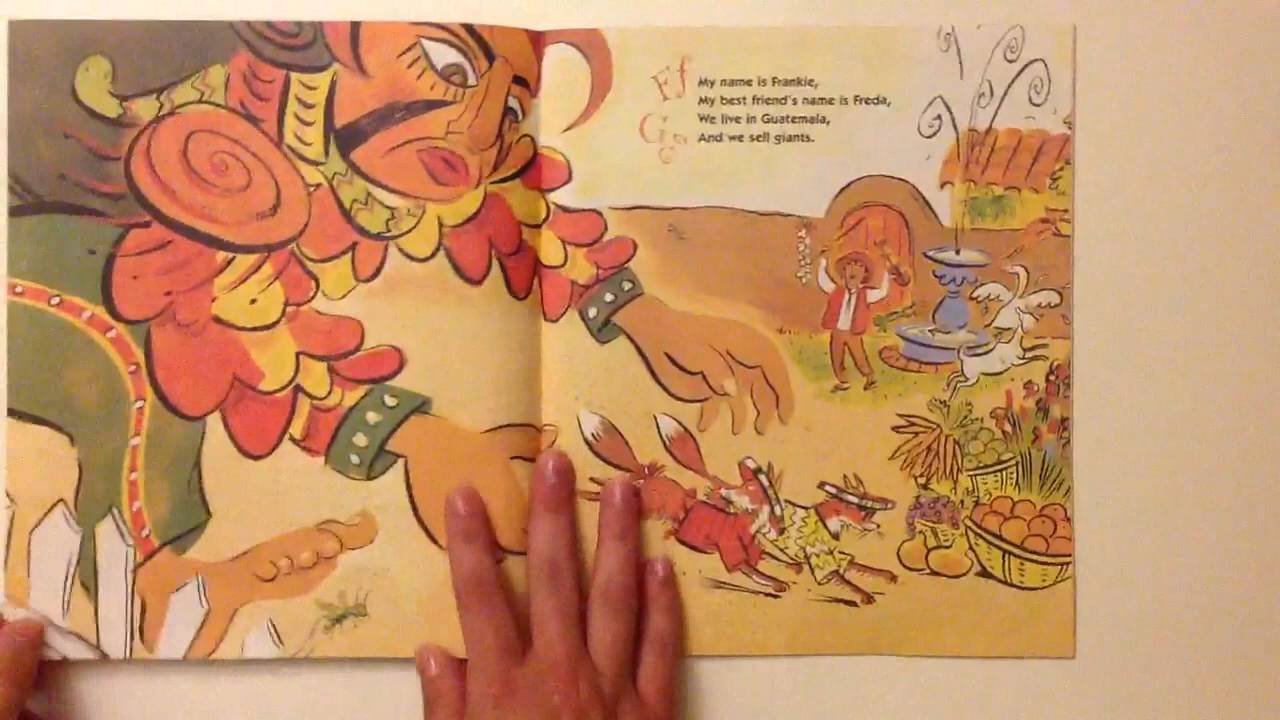 Ff My name is Frankie,
My best friend's name is Freda,
Gg We live in Guatemala,
And we sell giants.